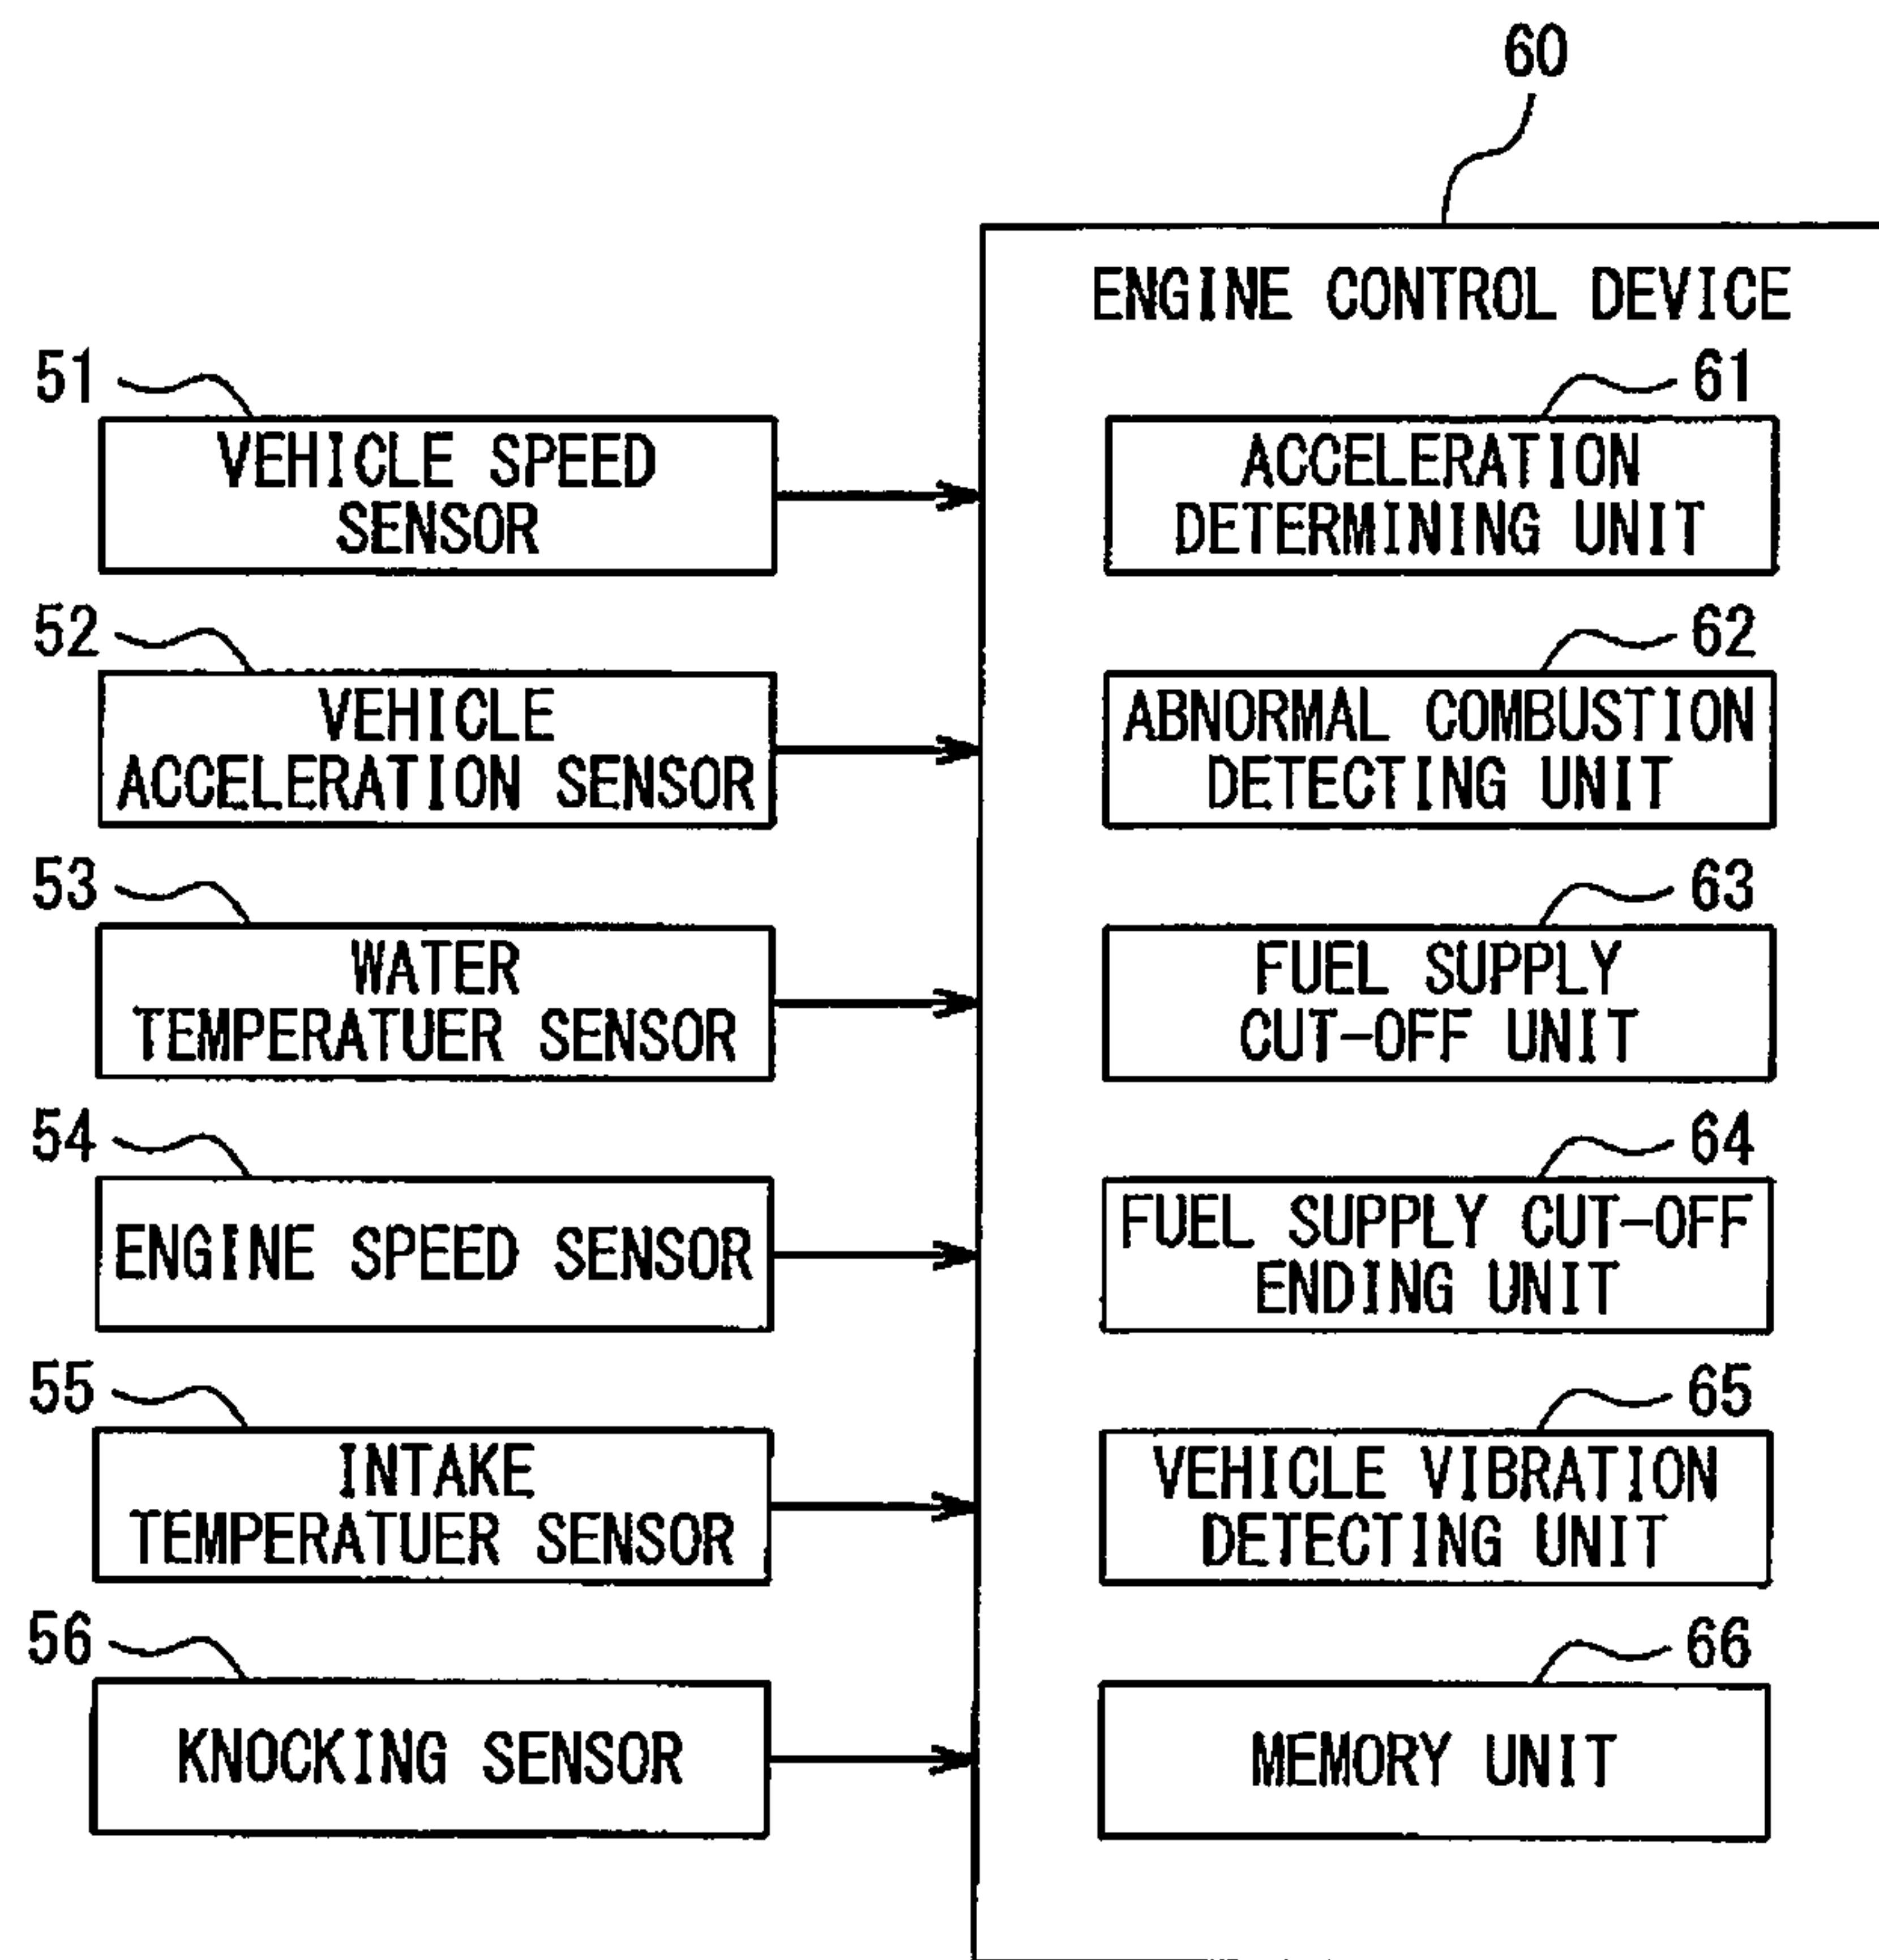 60
ENGINE CONTROL DEVICE
51
VEHICLE SPEED
SENSOR
61
ACCELERATION
DETERMINING UNIT
52
VEHICLE
ACCELERATION SENSOR
62
ABNORMAL COMBUSTION
DETECTING UNIT
53
WATER
TEMPERATUER SENSOR
63
FUEL SUPPLY
CUT-OFF UNIT
54
ENGINE SPEED SENSOR
64
FUEL SUPPLY CUT-OFF
ENDING UNIT
55
INTAKE
TEMPERATUER SENSOR
65
VEHICLE VIBRATION
DETECTING UNIT
56
KNOCKING SENSOR
66
MEMORY UNIT